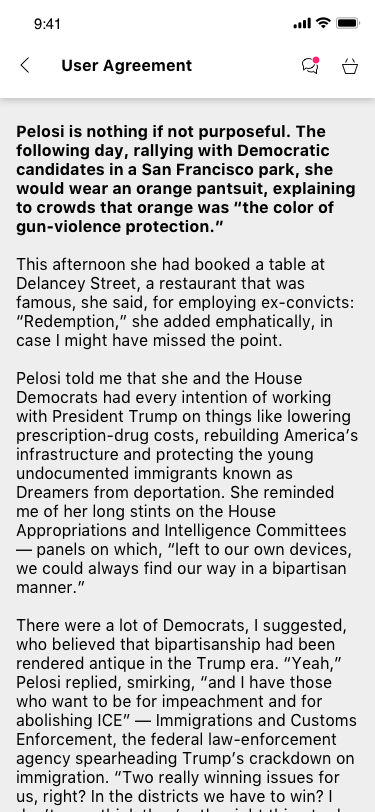 9:41
User Agreement
Pelosi is nothing if not purposeful. The
following day, rallying with Democratic
candidates in a San Francisco park, she
would wear an orange pantsuit, explaining
to crowds that orange was “the color of
gun-violence protection.”
This afternoon she had booked a table at
Delancey Street, a restaurant that was
famous, she said, for employing ex-convicts:
“Redemption,” she added emphatically, in
case I might have missed the point.
Pelosi told me that she and the House
Democrats had every intention of working
with President Trump on things like lowering
prescription-drug costs, rebuilding America’s
infrastructure and protecting the young
undocumented immigrants known as
Dreamers from deportation. She reminded
me of her long stints on the House
Appropriations and Intelligence Committees
— panels on which, “left to our own devices,
we could always find our way in a bipartisan
manner.”
There were a lot of Democrats, I suggested,
who believed that bipartisanship had been
rendered antique in the Trump era. “Yeah,”
Pelosi replied, smirking, “and I have those
who want to be for impeachment and for
abolishing ICE” — Immigrations and Customs
Enforcement, the federal law-enforcement
agency spearheading Trump’s crackdown on
immigration. “Two really winning issues for
us, right? In the districts we have to win? I